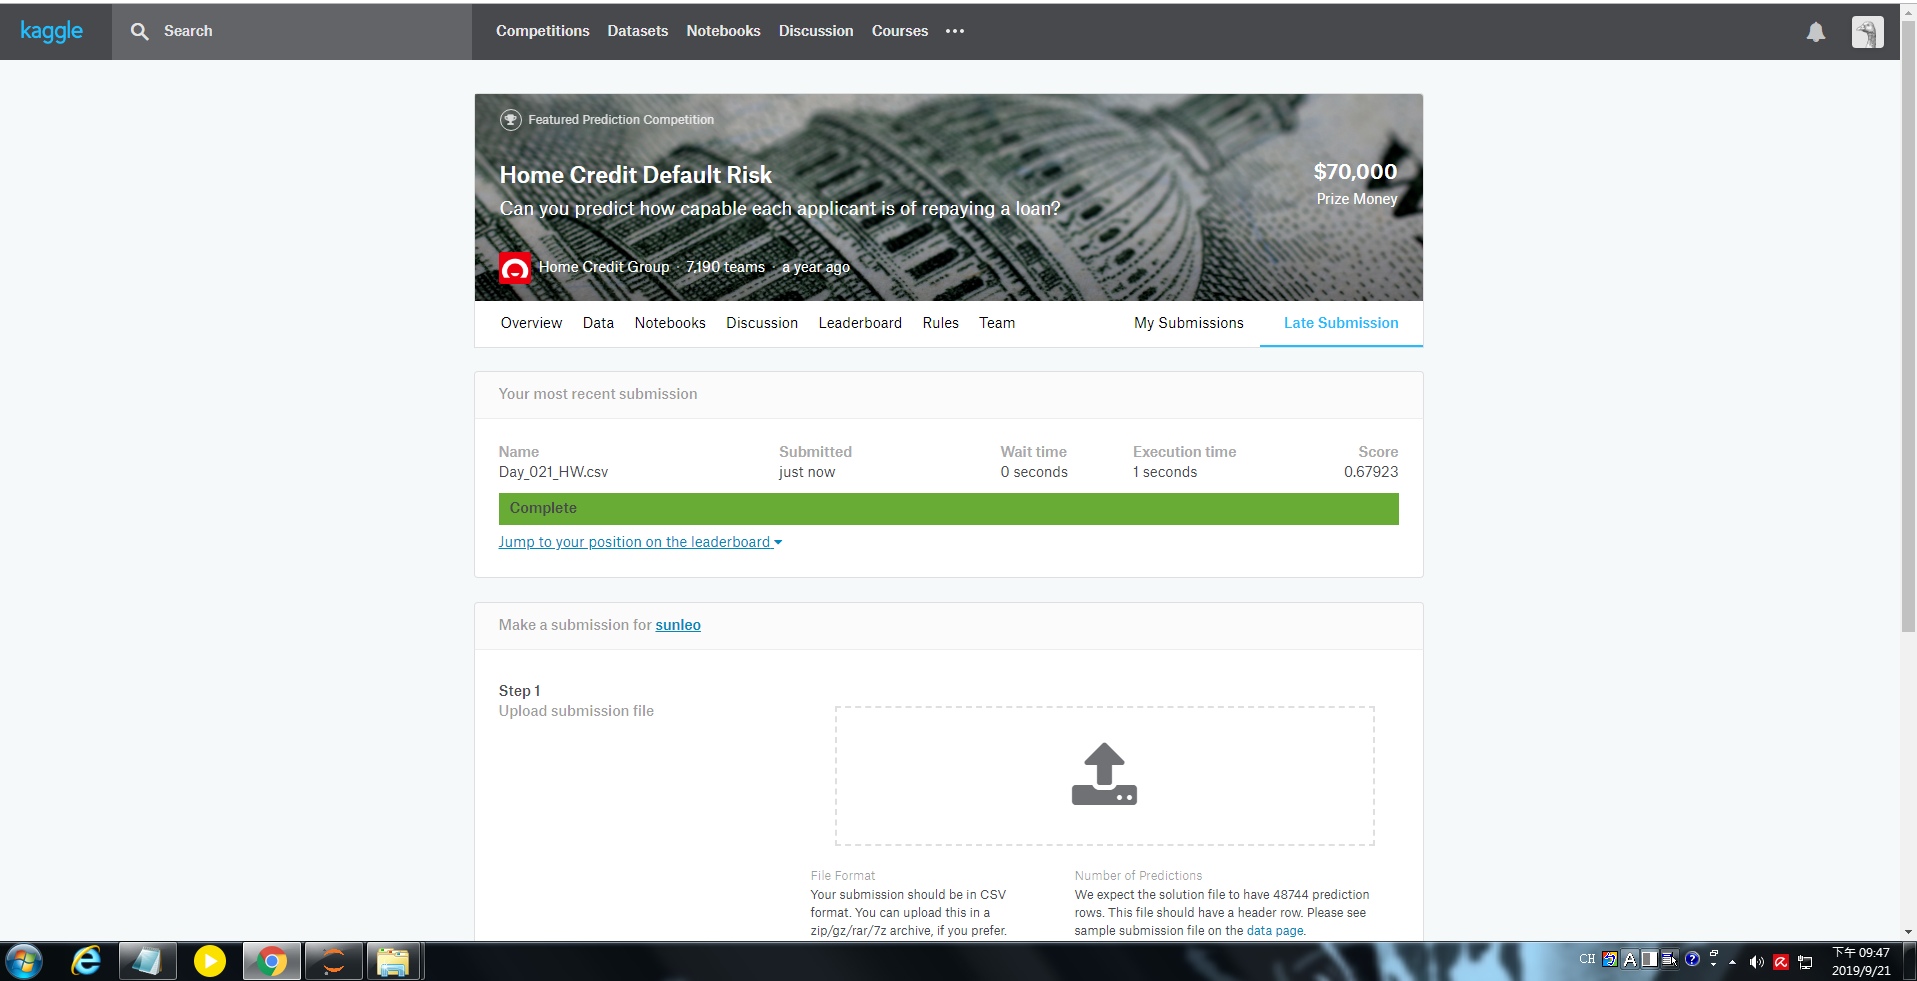 kaggle
Search
Competitions Datasets Notebooks Discussion Courses
Featured Prediction Competition
Home Credit Default Risk
$70,000
Can you predict how capable each applicant is of repaying a loan?
Prize Money
Home Credit Group · 7,190 teams · a year ago
Overview Data Notebooks Discussion Leaderboard Rules Team My Submissions Late Submission
Your most recent submission
Name Submitted Wait time Execution time Score
Day_021_HW.csv just now 0 seconds 1 seconds 0.67923
Complete
Jump to your position on the leaderboard
Make a submission for sunleo
Step 1
Upload submission file
File Format
Your submission should be in CSV
format. You can upload this in a
zip/gz/rar/7z archive, if you prefer.
Number of Predictions
We expect the solution file to have 48744 prediction
rows. This file should have a header row. Please see
sample submission file on the data page.
CH
A
下午 09:47
2019/9/21